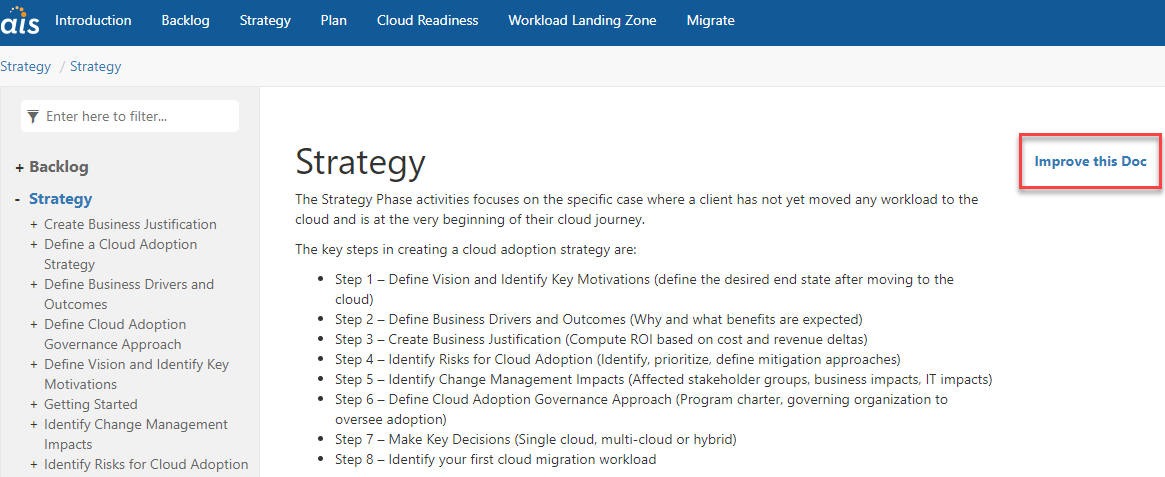 ais
Introduction Backlog Strategy Plan Cloud Readiness Workload Landing Zone Migrate
Strategy / Strategy
Enter here to filter...
+ Backlog
- Strategy
+ Create Business Justification
+ Define a Cloud Adoption
Strategy
+ Define Business Drivers and
Outcomes
+ Define Cloud Adoption
Governance Approach
+ Define Vision and Identify Key
Motivations
+ Getting Started
+ Identify Change Management
Impacts
+ Identify Risks for Cloud Adoption
Strategy
Improve this Doc
The Strategy Phase activities focuses on the specific case where a client has not yet moved any workload to the
cloud and is at the very beginning of their cloud journey.
The key steps in creating a cloud adoption strategy are:
• Step 1 – Define Vision and Identify Key Motivations (define the desired end state after moving to the
cloud)
• Step 2 – Define Business Drivers and Outcomes (Why and what benefits are expected)
• Step 3 – Create Business Justification (Compute ROI based on cost and revenue deltas)
• Step 4 – Identify Risks for Cloud Adoption (Identify, prioritize, define mitigation approaches)
• Step 5 – Identify Change Management Impacts (Affected stakeholder groups, business impacts, IT impacts)
• Step 6 – Define Cloud Adoption Governance Approach (Program charter, governing organization to
oversee adoption)
• Step 7 – Make Key Decisions (Single cloud, multi-cloud or hybrid)
• Step 8 – Identify your first cloud migration workload